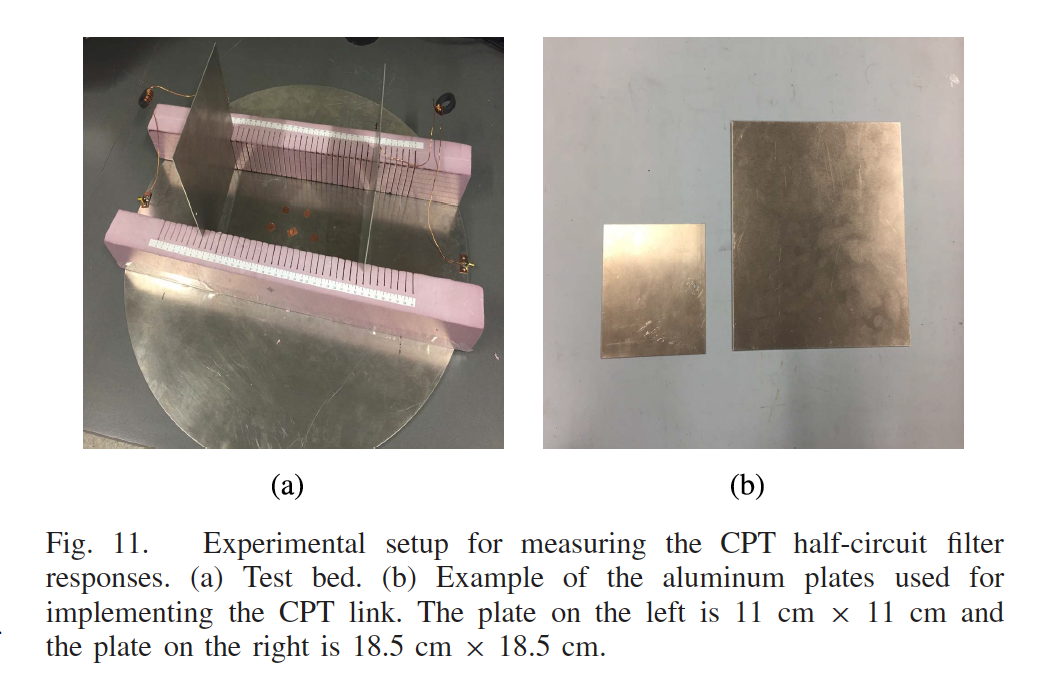 (a)
(b)
Fig. 11. Experimental setup for measuring the CPT half-circuit filter
responses. (a) Test bed. (b) Example of the aluminum plates used for
implementing the CPT link. The plate on the left is 11 cm × 11 cm and
the plate on the right is 18.5 cm × 18.5 cm.